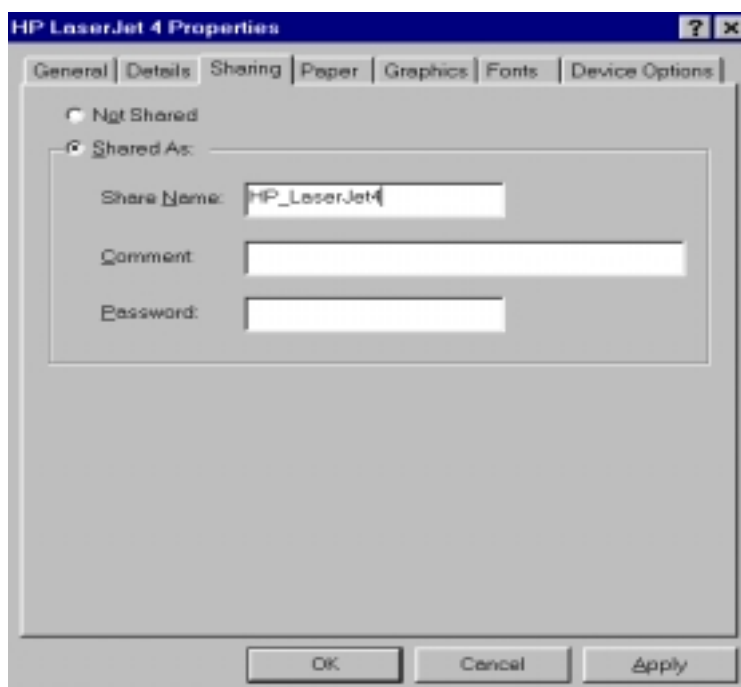 HP LaserJet 4 Properties
General Details Sharing Paper Graphics Fonts Device Options
Not Shared
Shared As:
Share Name: HP_LaserJet4
Comment
Password:
OK Cancel Apply